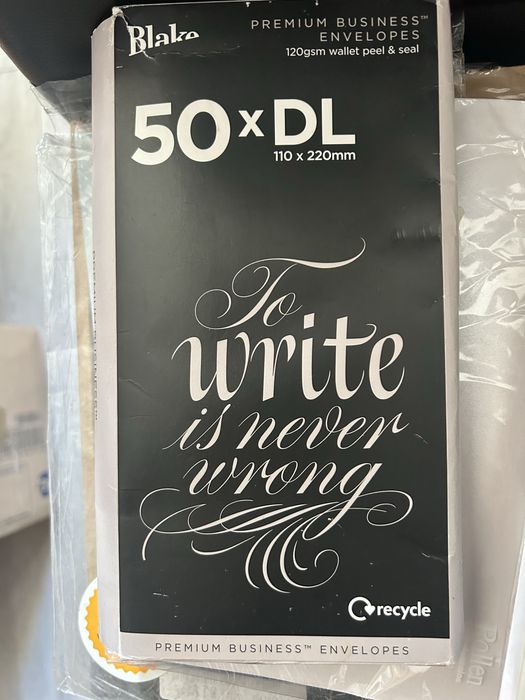 Blake
PREMIUM BUSINESS™
ENVELOPES
120gsm wallet peel & seal
50 x DL
110 x 220mm
To
write
is never
wrong
recycle
PREMIUM BUSINESS™ ENVELOPES